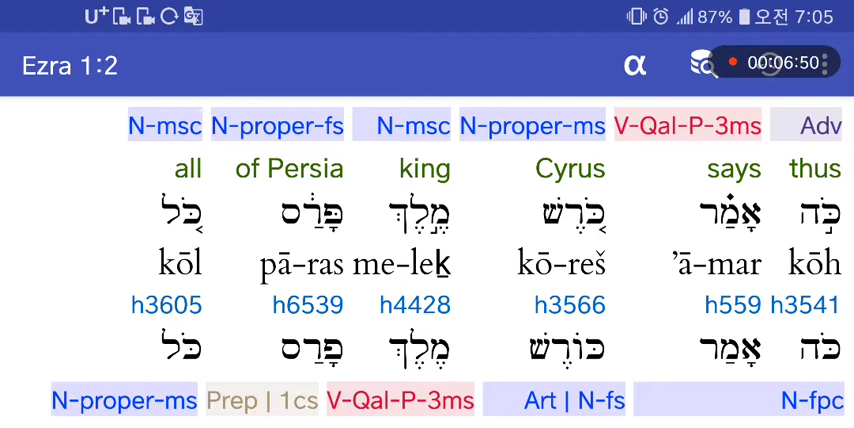 U+ 87% 오전 7:05
Ezra 1:2 α 00:06:50
N-msc N-proper-fs N-msc N-proper-ms V-Qal-P-3ms Adv
all of Persia king Cyrus says thus
כֹּ֣ה אָמַ֗ר כֹּ֚רֶשׁ מֶ֣לֶךְ פָּרַ֔ס כֹּ֚ל
kōl pā-ras me-leḵ kō-reš ’ā-mar kōh
h3605 h6539 h4428 h3566 h559 h3541
כֹּה אָמַר כּוֹרֶשׁ מֶלֶךְ פָּרַס כֹּל
N-proper-ms Prep | 1cs V-Qal-P-3ms Art | N-fs N-fpc